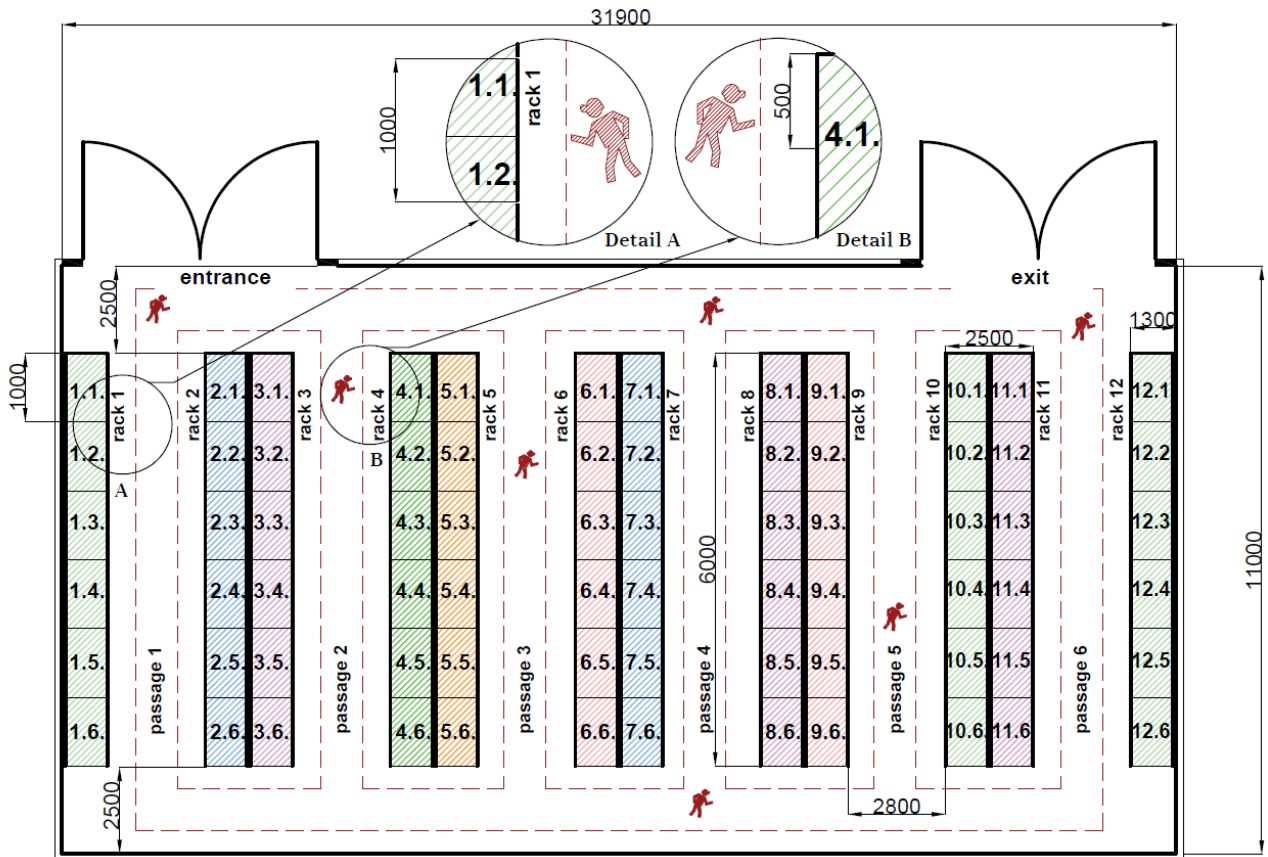 31900
1.1.
1.2.
rack 1
1000
Detail A
500
4.1.
Detail B
entrance
exit
2500
1300
2500
1000
1.1. rack 1 rack 2 2.1. 3.1. rack 3 rack 4 4.1. 5.1. rack 5 rack 6 6.1. 7.1. rack 7 rack 8 8.1. 9.1. rack 9 rack 10 10.1 11.1 rack 11 rack 12 12.1
1.2. 2.2. 3.2. 4.2. 5.2. 6.2. 7.2. 8.2. 9.2. 10.2. 11.2 12.2
A
B
1.3. 2.3. 3.3. 4.3. 5.3. 6.3. 7.3. 8.3. 9.3. 10.3. 11.3 12.3
6000
11000
1.4. 2.4. 3.4. 4.4. 5.4. 6.4. 7.4. 8.4. 9.4. 10.4. 11.4 12.4
1.5. 2.5. 3.5. 4.5. 5.5. 6.5. 7.5. 8.5. 9.5. 10.5. 11.5 12.5
passage 1 passage 2 passage 3 passage 4 passage 5 passage 6
1.6. 2.6. 3.6. 4.6. 5.6. 6.6. 7.6. 8.6. 9.6. 10.6. 11.6 12.6
2500
2800